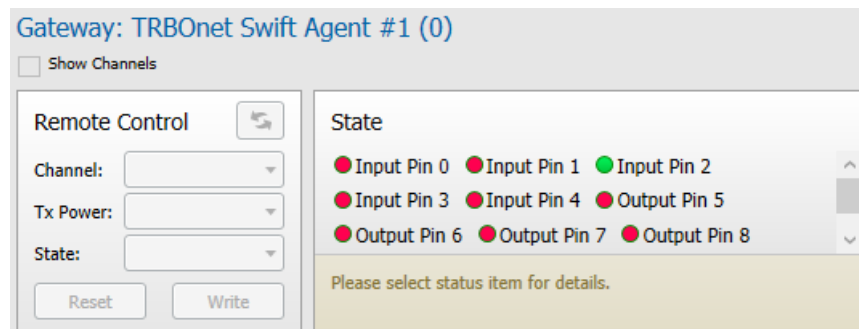 Gateway: TRBOnet Swift Agent #1 (0)
Show Channels
Remote Control
Channel:
Tx Power:
State:
Reset Write
State
Input Pin 0 Input Pin 1 Input Pin 2
Input Pin 3 Input Pin 4 Output Pin 5
Output Pin 6 Output Pin 7 Output Pin 8
Please select status item for details.